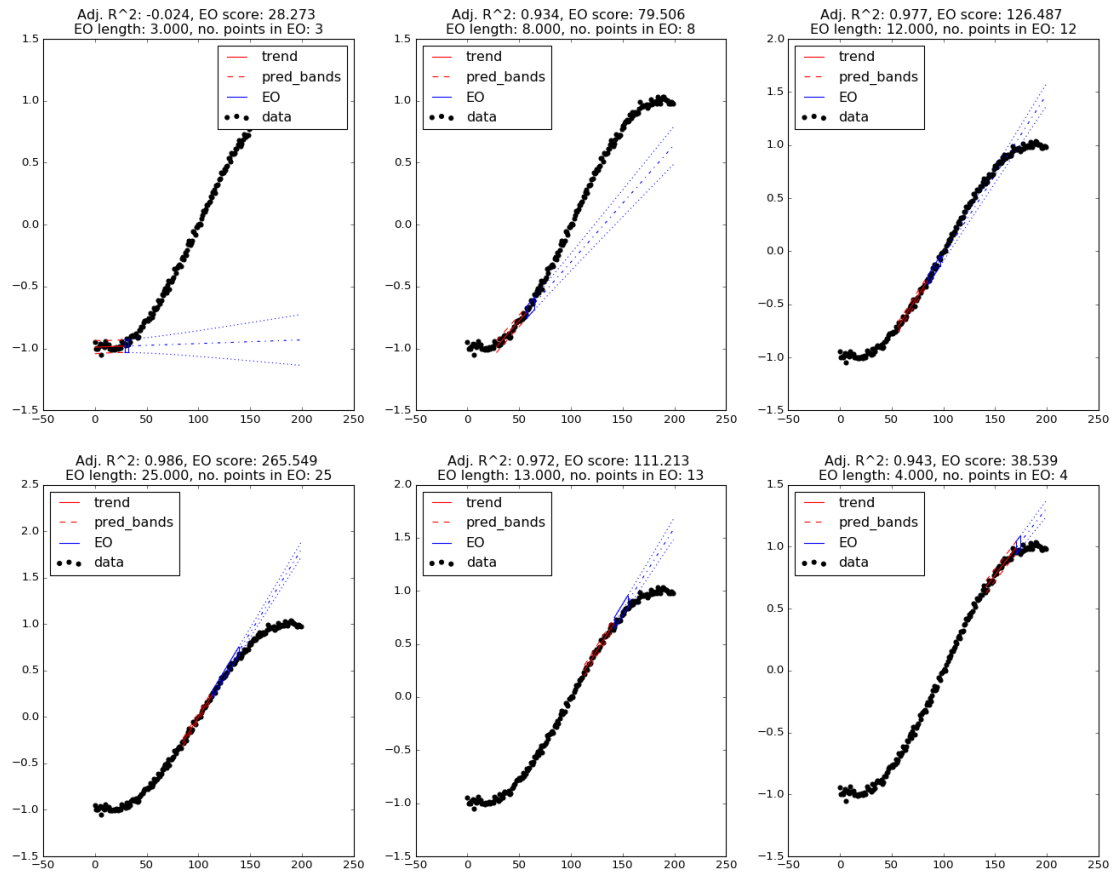 Adj. R^2: -0.024, EO score: 28.273
EO length: 3.000, no. points in EO: 3
1.5
1.0
0.5
0.0
−0.5
−1.0
−1.5
−50 0 50 100 150 200 250
trend
pred_bands
EO
data
Adj. R^2: 0.934, EO score: 79.506
EO length: 8.000, no. points in EO: 8
1.5
1.0
0.5
0.0
−0.5
−1.0
−1.5
−50 0 50 100 150 200 250
trend
pred_bands
EO
data
Adj. R^2: 0.977, EO score: 126.487
EO length: 12.000, no. points in EO: 12
2.0
1.5
1.0
0.5
0.0
−0.5
−1.0
−1.5
−50 0 50 100 150 200 250
trend
pred_bands
EO
data
Adj. R^2: 0.986, EO score: 265.549
EO length: 25.000, no. points in EO: 25
2.5
2.0
1.5
1.0
0.5
0.0
−0.5
−1.0
−1.5
−50 0 50 100 150 200 250
trend
pred_bands
EO
data
Adj. R^2: 0.972, EO score: 111.213
EO length: 13.000, no. points in EO: 13
2.0
1.5
1.0
0.5
0.0
−0.5
−1.0
−1.5
−50 0 50 100 150 200 250
trend
pred_bands
EO
data
Adj. R^2: 0.943, EO score: 38.539
EO length: 4.000, no. points in EO: 4
1.5
1.0
0.5
0.0
−0.5
−1.0
−1.5
−50 0 50 100 150 200 250
trend
pred_bands
EO
data